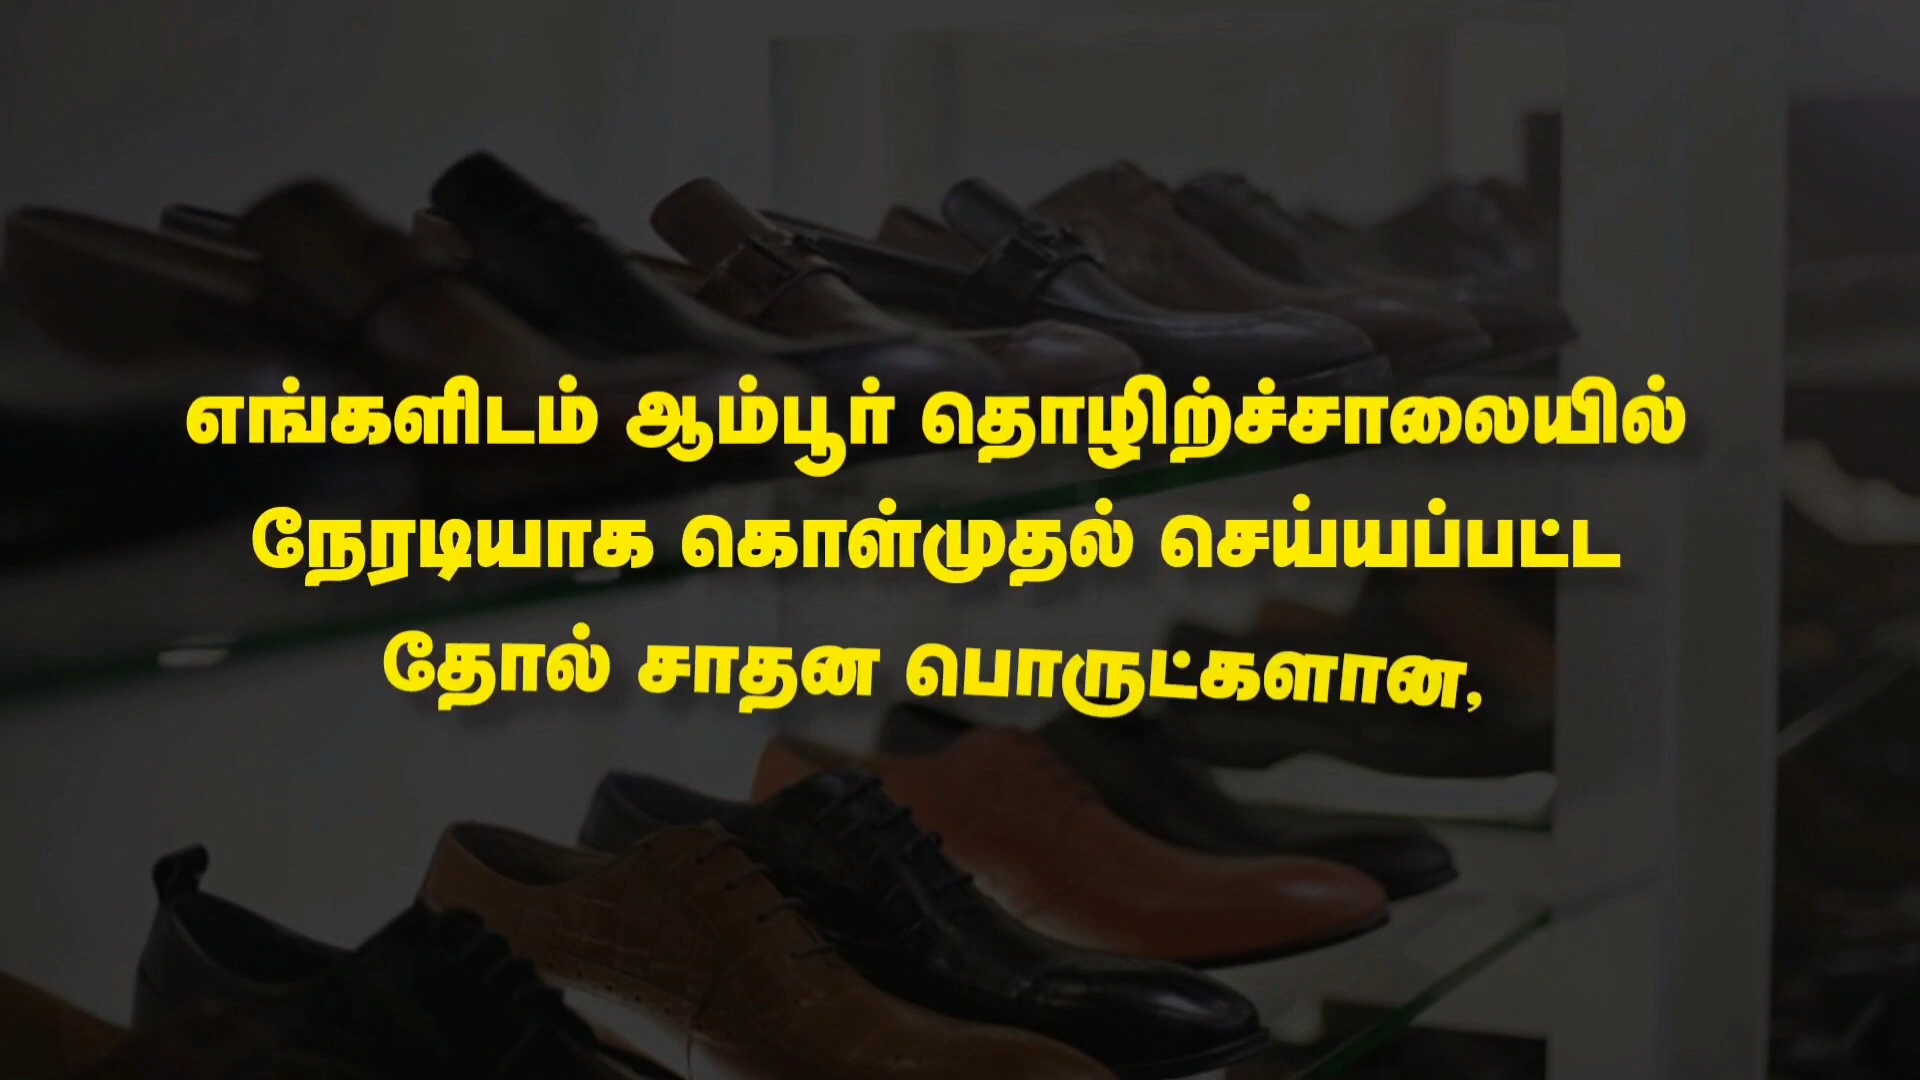 எங்களிடம் ஆம்பூர் தொழிற்ச்சாலையில்
நேரடியாக கொள்முதல் செய்யப்பட்ட
தோல் சாதன பொருட்களான,